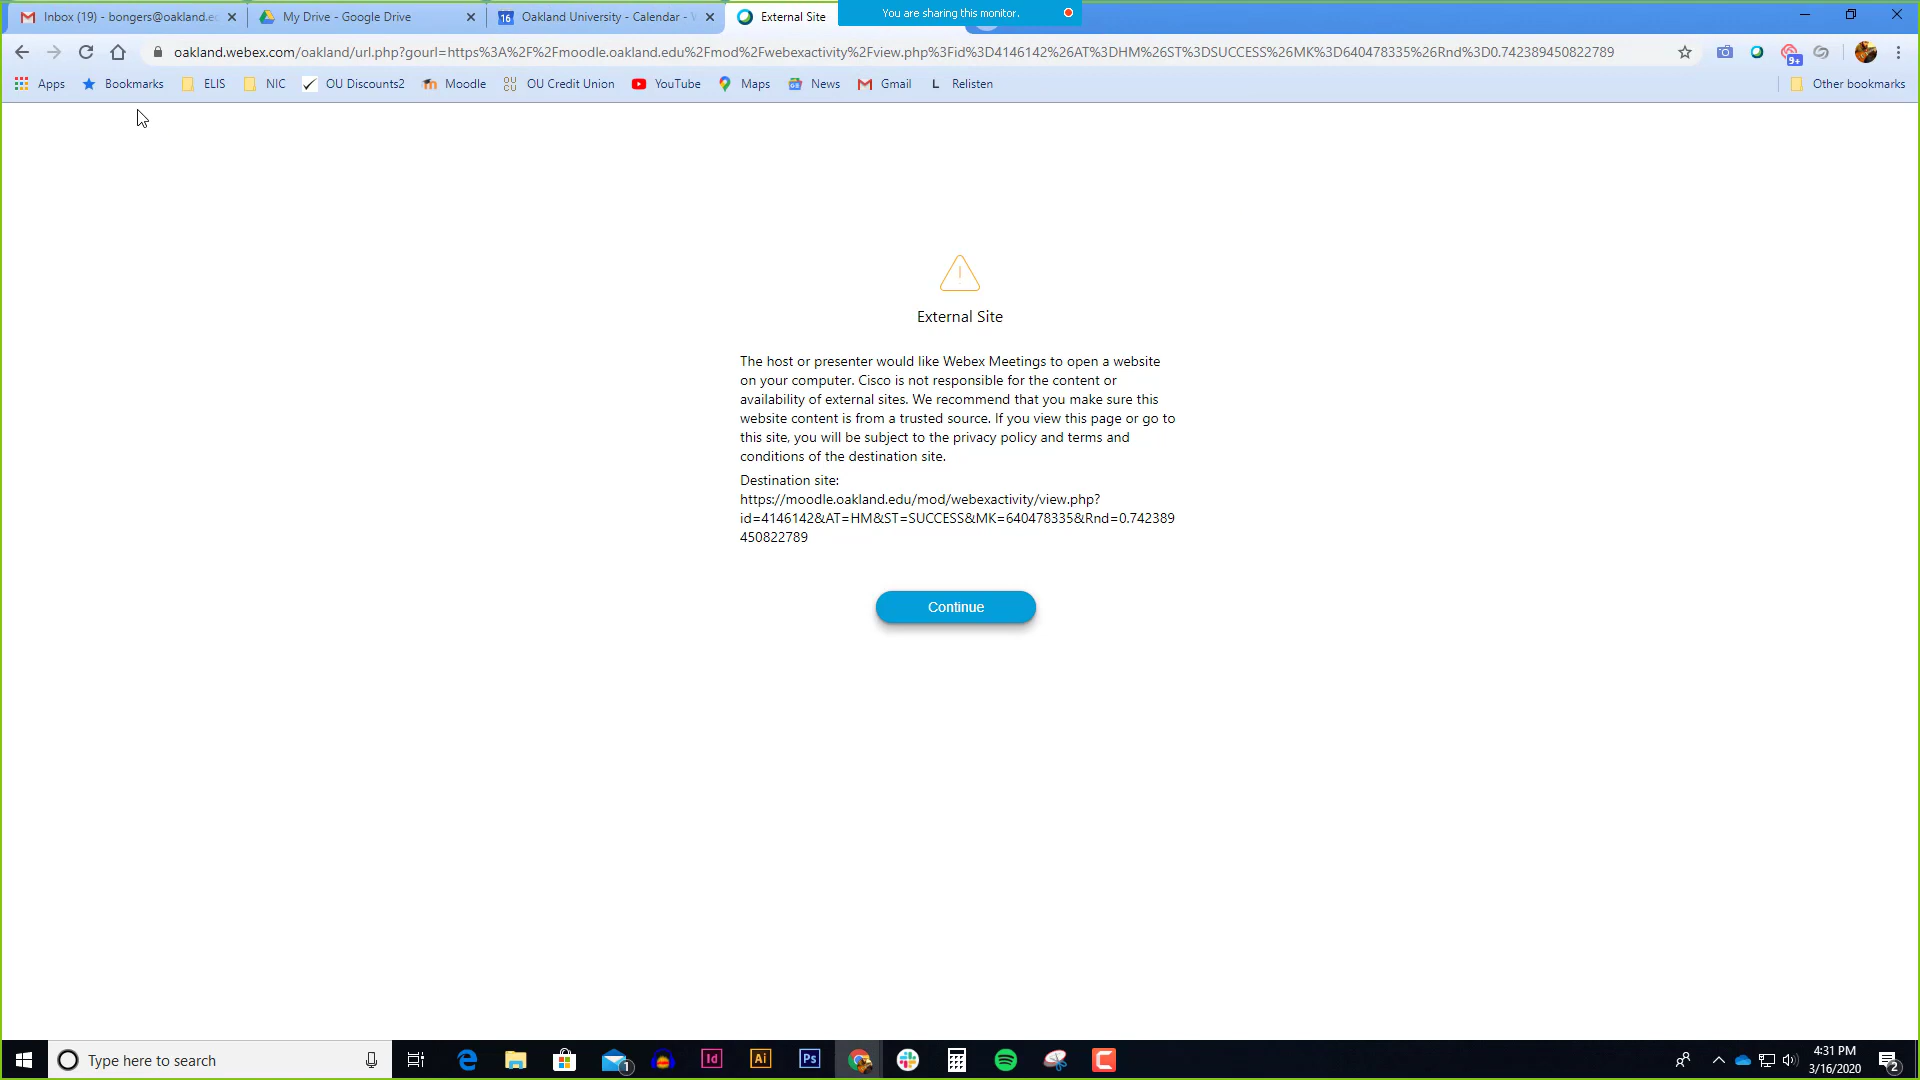 Inbox (19) - bongers@oakland.ec
My Drive - Google Drive
Oakland University - Calendar - W
External Site
You are sharing this monitor.
oakland.webex.com/oakland/url.php?gourl=https%3A%2F%2Fmoodle.oakland.edu%2Fmod%2Fwebexactivity%2Fview.php%3Fid%3D4146142%26AT%3DHM%26ST%3DSUCCESS%26MK%3D640478335%26Rnd%3D0.742389450822789
9+
Apps
Bookmarks
ELIS
NIC
OU Discounts2
Moodle
OU Credit Union
YouTube
Maps
News
Gmail
L Relisten
Other bookmarks
External Site
The host or presenter would like Webex Meetings to open a website
on your computer. Cisco is not responsible for the content or
availability of external sites. We recommend that you make sure this
website content is from a trusted source. If you view this page or go to
this site, you will be subject to the privacy policy and terms and
conditions of the destination site.
Destination site:
https://moodle.oakland.edu/mod/webexactivity/view.php?
id=4146142&AT=HM&ST=SUCCESS&MK=640478335&Rnd=0.742389
450822789
Continue
Type here to search
1
Id
Ai
Ps
4:31 PM
3/16/2020
2